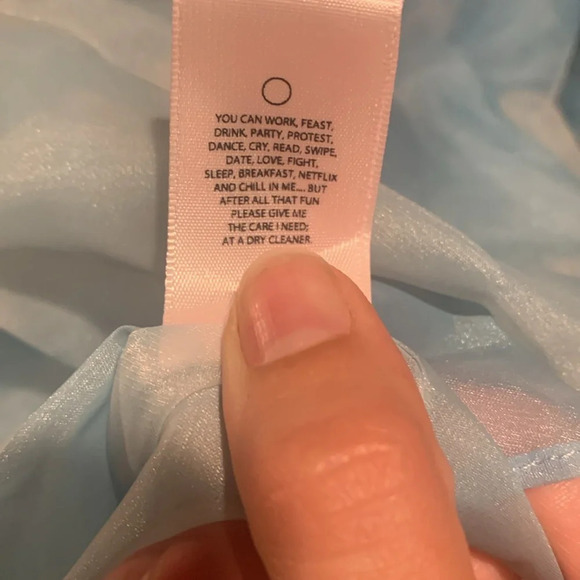 YOU CAN WORK, FEAST,
DRINK, PARTY, PROTEST,
DANCE, CRY, READ, SWIPE,
DATE, LOVE, FIGHT,
SLEEP, BREAKFAST, NETFLIX
AND CHILL IN ME.... BUT
AFTER ALL THAT FUN
PLEASE GIVE ME
THE CARE I NEED;
AT A DRY CLEANER.